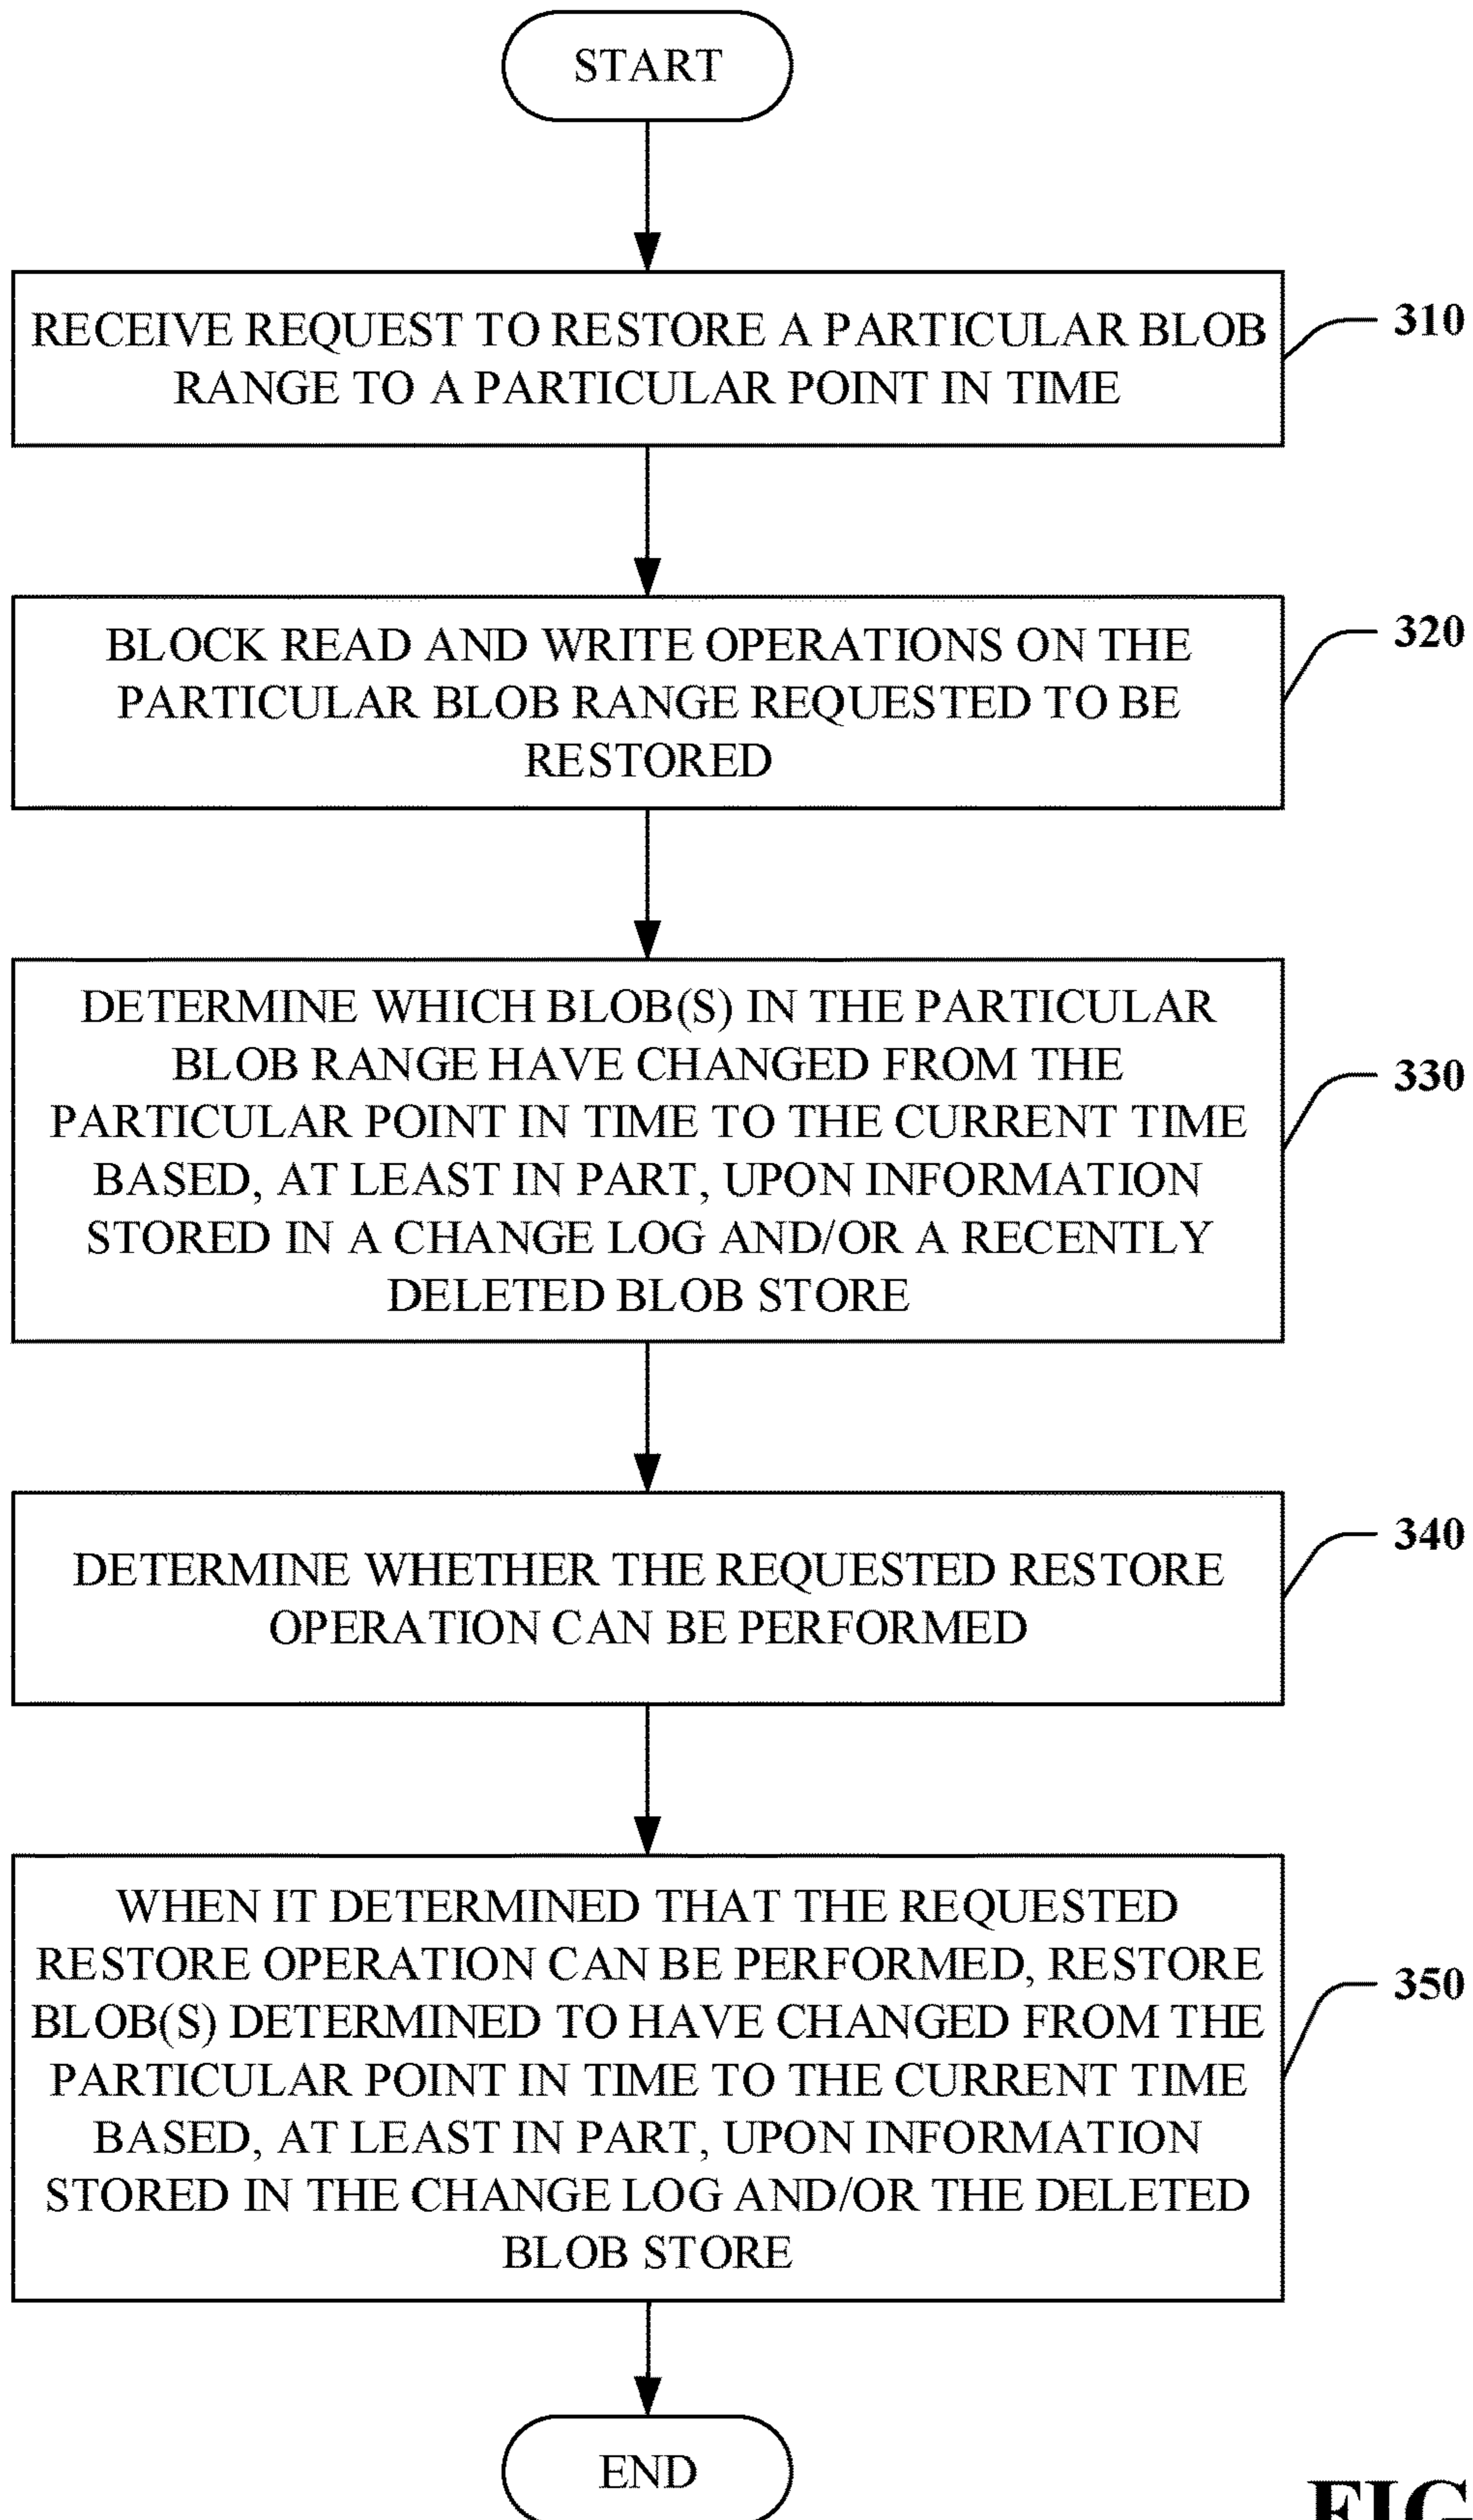 START
RECEIVE REQUEST TO RESTORE A PARTICULAR BLOB
RANGE TO A PARTICULAR POINT IN TIME
310
BLOCK READ AND WRITE OPERATIONS ON THE
PARTICULAR BLOB RANGE REQUESTED TO BE
RESTORED
320
DETERMINE WHICH BLOB(S) IN THE PARTICULAR
BLOB RANGE HAVE CHANGED FROM THE
PARTICULAR POINT IN TIME TO THE CURRENT TIME
BASED, AT LEAST IN PART, UPON INFORMATION
STORED IN A CHANGE LOG AND/OR A RECENTLY
DELETED BLOB STORE
330
DETERMINE WHETHER THE REQUESTED RESTORE
OPERATION CAN BE PERFORMED
340
WHEN IT DETERMINED THAT THE REQUESTED
RESTORE OPERATION CAN BE PERFORMED, RESTORE
BLOB(S) DETERMINED TO HAVE CHANGED FROM THE
PARTICULAR POINT IN TIME TO THE CURRENT TIME
BASED, AT LEAST IN PART, UPON INFORMATION
STORED IN THE CHANGE LOG AND/OR THE DELETED
BLOB STORE
350
END
FIG